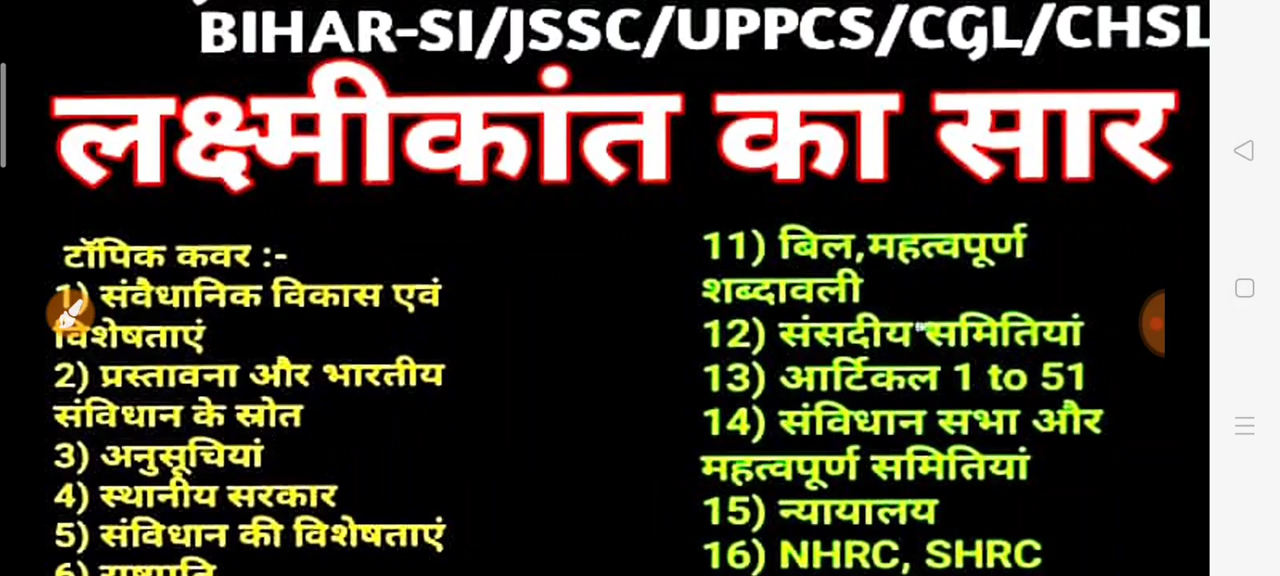 BIHAR-SI/JSSC/UPPCS/CGL/CHSL
लक्ष्मीकांत का सार
टॉपिक कवर :-
1) संवैधानिक विकास एवं
विशेषताएं
2) प्रस्तावना और भारतीय
संविधान के स्रोत
3) अनुसूचियां
4) स्थानीय सरकार
5) संविधान की विशेषताएं
6) राष्ट्रपति
11) बिल,महत्वपूर्ण
शब्दावली
12) संसदीय समितियां
13) आर्टिकल 1 to 51
14) संविधान सभा और
महत्वपूर्ण समितियां
15) न्यायालय
16) NHRC, SHRC